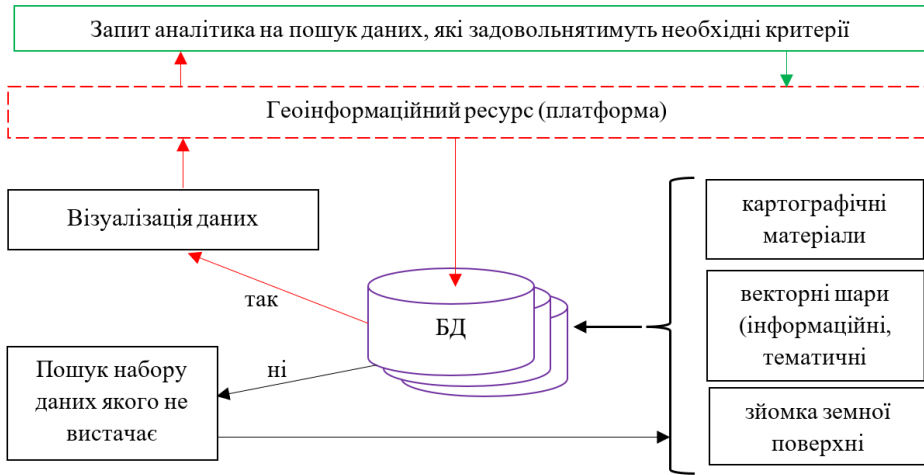 Запит аналітика на пошук даних, які задовольнятимуть необхідні критерії
Геоінформаційний ресурс (платформа)
Візуалізація даних
картографічні
матеріали
так
БД
векторні шари
(інформаційні,
тематичні
ні
Пошук набору
даних якого не
вистачає
зйомка земної
поверхні